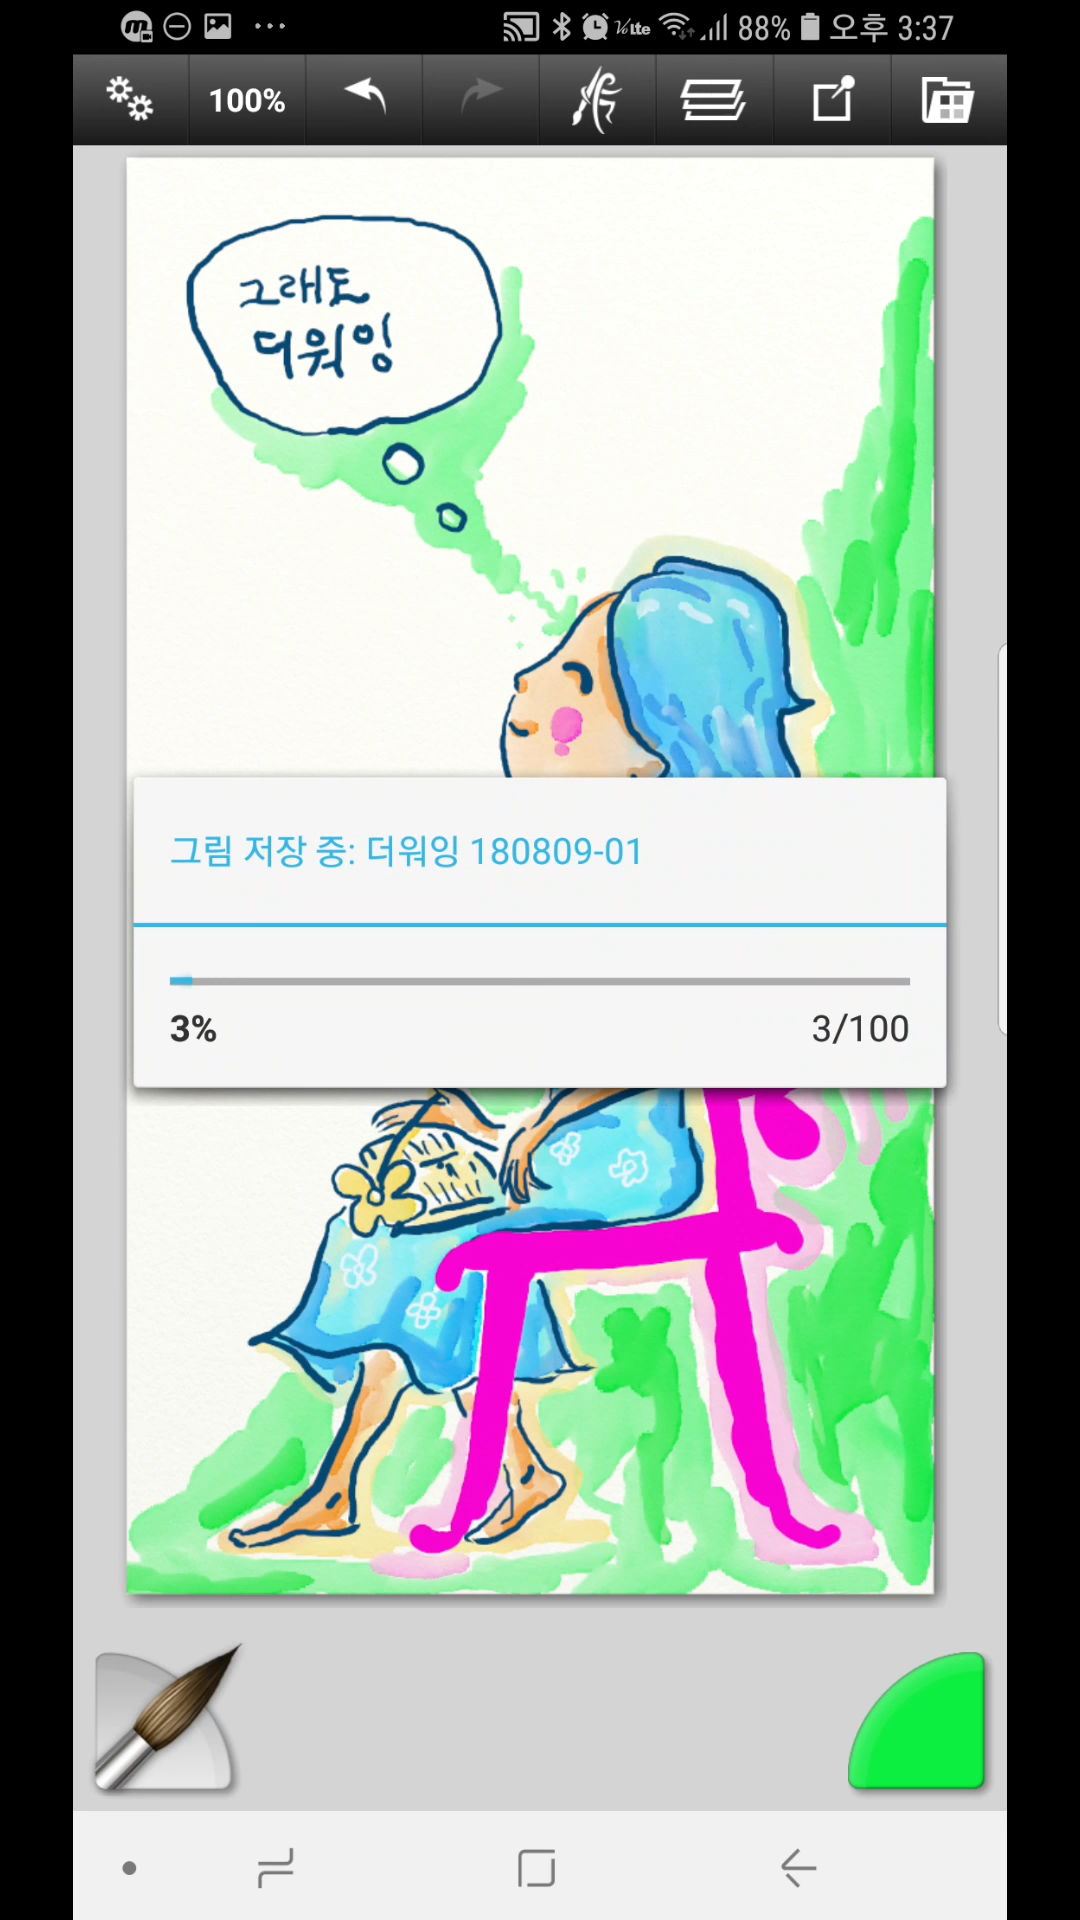 88% 오후 3:37
100%
그래도
더워잉
그림 저장 중: 더워잉 180809-01
3% 3/100